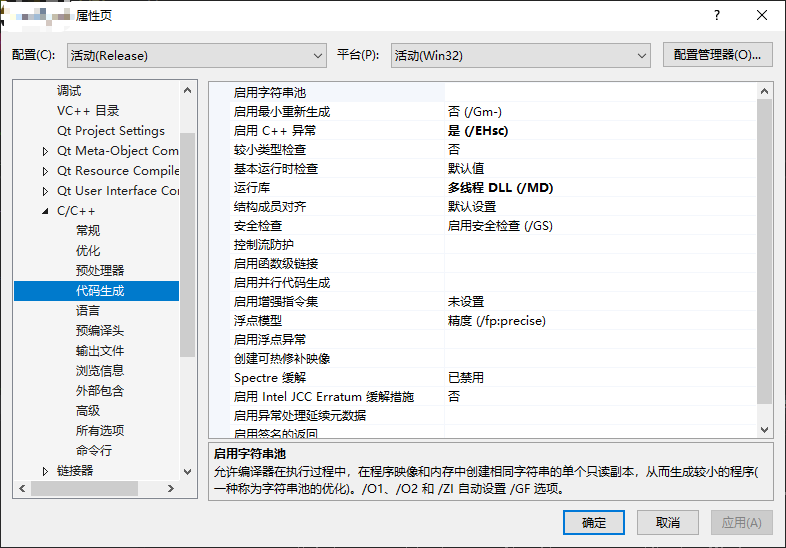 属性页
配置(C): 活动(Release) 平台(P): 活动(Win32) 配置管理器(O)...
调试
VC++ 目录
Qt Project Settings
Qt Meta-Object Com
Qt Resource Compile
Qt User Interface Cor
C/C++
常规
优化
预处理器
代码生成
语言
预编译头
输出文件
浏览信息
外部包含
高级
所有选项
命令行
链接器
启用字符串池
启用最小重新生成 否 (/Gm-)
启用 C++ 异常 是 (/EHsc)
较小类型检查 否
基本运行时检查 默认值
运行库 多线程 DLL (/MD)
结构成员对齐 默认设置
安全检查 启用安全检查 (/GS)
控制流防护
启用函数级链接
启用并行代码生成
启用增强指令集 未设置
浮点模型 精度 (/fp:precise)
启用浮点异常
创建可热修补映像
Spectre 缓解 已禁用
启用 Intel JCC Erratum 缓解措施 否
启用异常处理延续元数据
启用签名的返回
启用字符串池
允许编译器在执行过程中，在程序映像和内存中创建相同字符串的单个只读副本，从而生成较小的程序(
一种称为字符串池的优化)。/O1、/O2 和 /ZI 自动设置 /GF 选项。
确定 取消 应用(A)